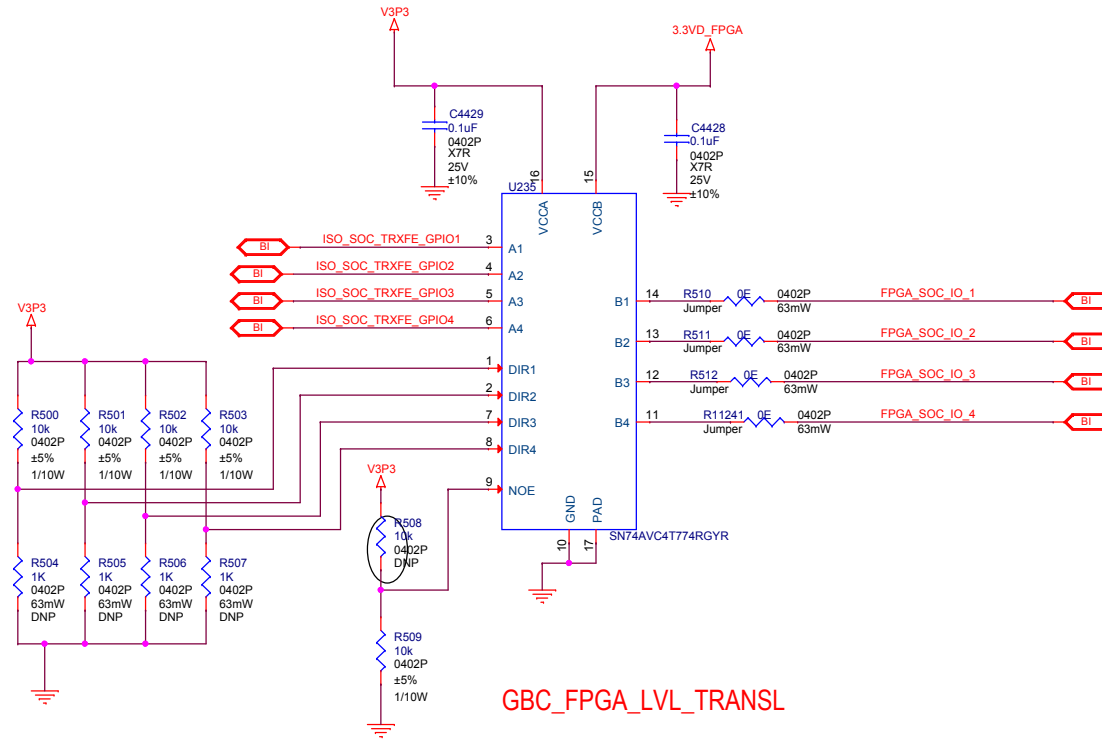 V3P3
3.3VD_FPGA
C4429
0.1uF
0402P
X7R
25V
±10%
C4428
0.1uF
0402P
X7R
25V
±10%
U235
16
15
VCCA
VCCB
BI
ISO_SOC_TRXFE_GPIO1
3
A1
BI
ISO_SOC_TRXFE_GPIO2
4
A2
BI
ISO_SOC_TRXFE_GPIO3
5
A3
BI
ISO_SOC_TRXFE_GPIO4
6
A4
1
DIR1
2
DIR2
7
DIR3
8
DIR4
9
NOE
B1
14
R510
0E
0402P
Jumper
63mW
FPGA_SOC_IO_1
BI
B2
13
R511
0E
0402P
Jumper
63mW
FPGA_SOC_IO_2
BI
B3
12
R512
0E
0402P
Jumper
63mW
FPGA_SOC_IO_3
BI
B4
11
R11241
0E
0402P
Jumper
63mW
FPGA_SOC_IO_4
BI
GND
PAD
10
17
SN74AVC4T774RGYR
V3P3
R500
10k
0402P
±5%
1/10W
R501
10k
0402P
±5%
1/10W
R502
10k
0402P
±5%
1/10W
R503
10k
0402P
±5%
1/10W
R504
1K
0402P
63mW
DNP
R505
1K
0402P
63mW
DNP
R506
1K
0402P
63mW
DNP
R507
1K
0402P
63mW
DNP
V3P3
R508
10k
0402P
DNP
R509
10k
0402P
±5%
1/10W
GBC_FPGA_LVL_TRANSL